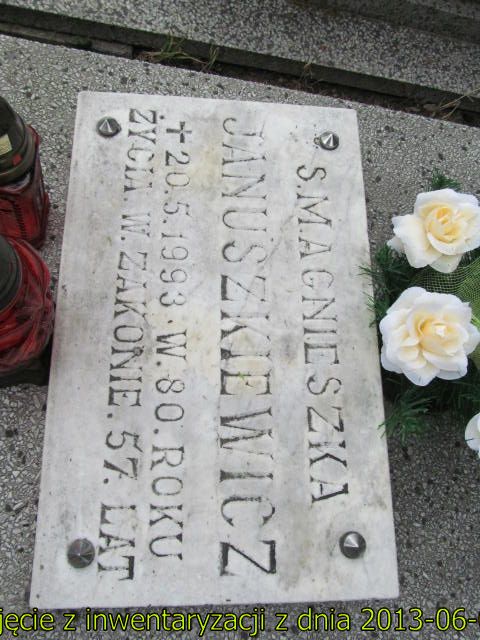 S. M. AGNIESZKA
JANUSZKIEWICZ
✝ 20.5.1993. W. 80. ROKU
ŻYCIA. W. ZAKONIE. 57. LAT
jęcie z inwentaryzacji z dnia 2013-06-